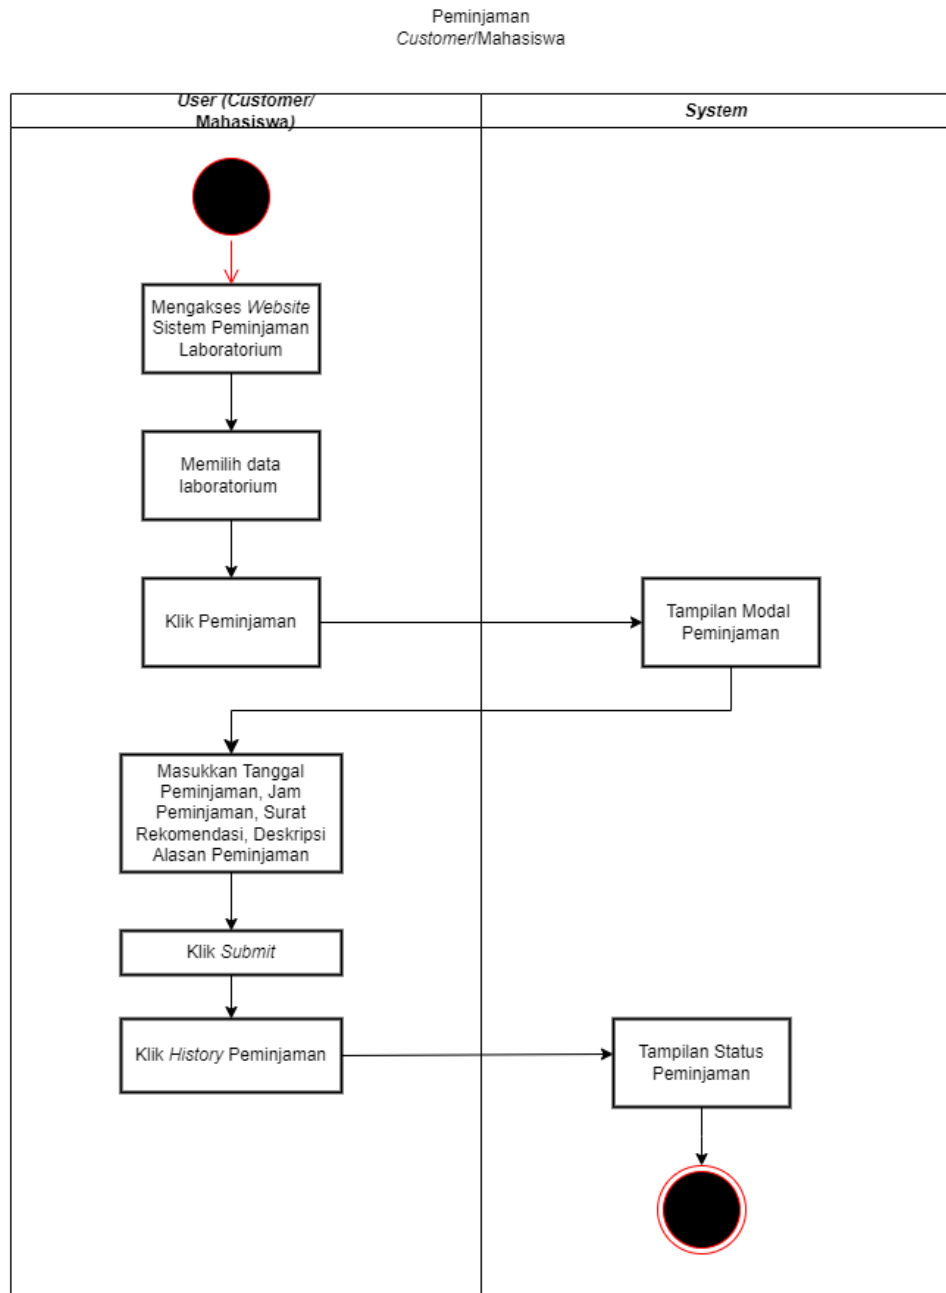 Peminjaman
Customer/Mahasiswa
User (Customer/
Mahasiswa)
System
Mengakses Website
Sistem Peminjaman
Laboratorium
Memilih data
laboratorium
Klik Peminjaman
Tampilan Modal
Peminjaman
Masukkan Tanggal
Peminjaman, Jam
Peminjaman, Surat
Rekomendasi, Deskripsi
Alasan Peminjaman
Klik Submit
Klik History Peminjaman
Tampilan Status
Peminjaman